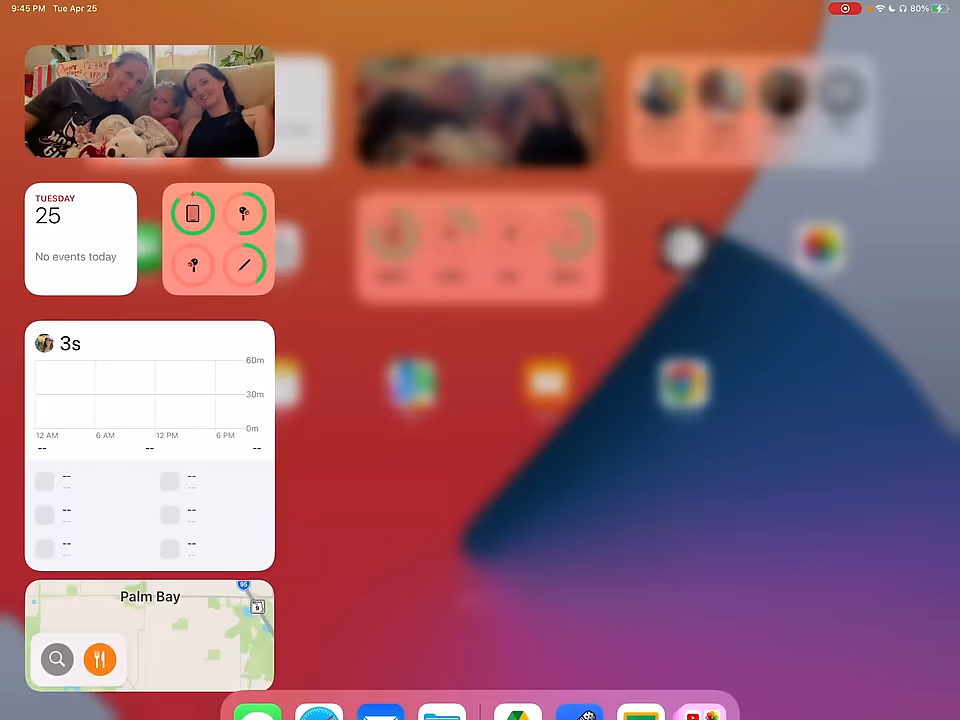 9:45 PM Tue Apr 25
80%
TUESDAY
25
No events today
3s
60m
30m
0m
12 AM 6 AM 12 PM 6 PM
-- -- --
-- --
-- --
-- --
-- --
-- --
-- --
Palm Bay
95
9